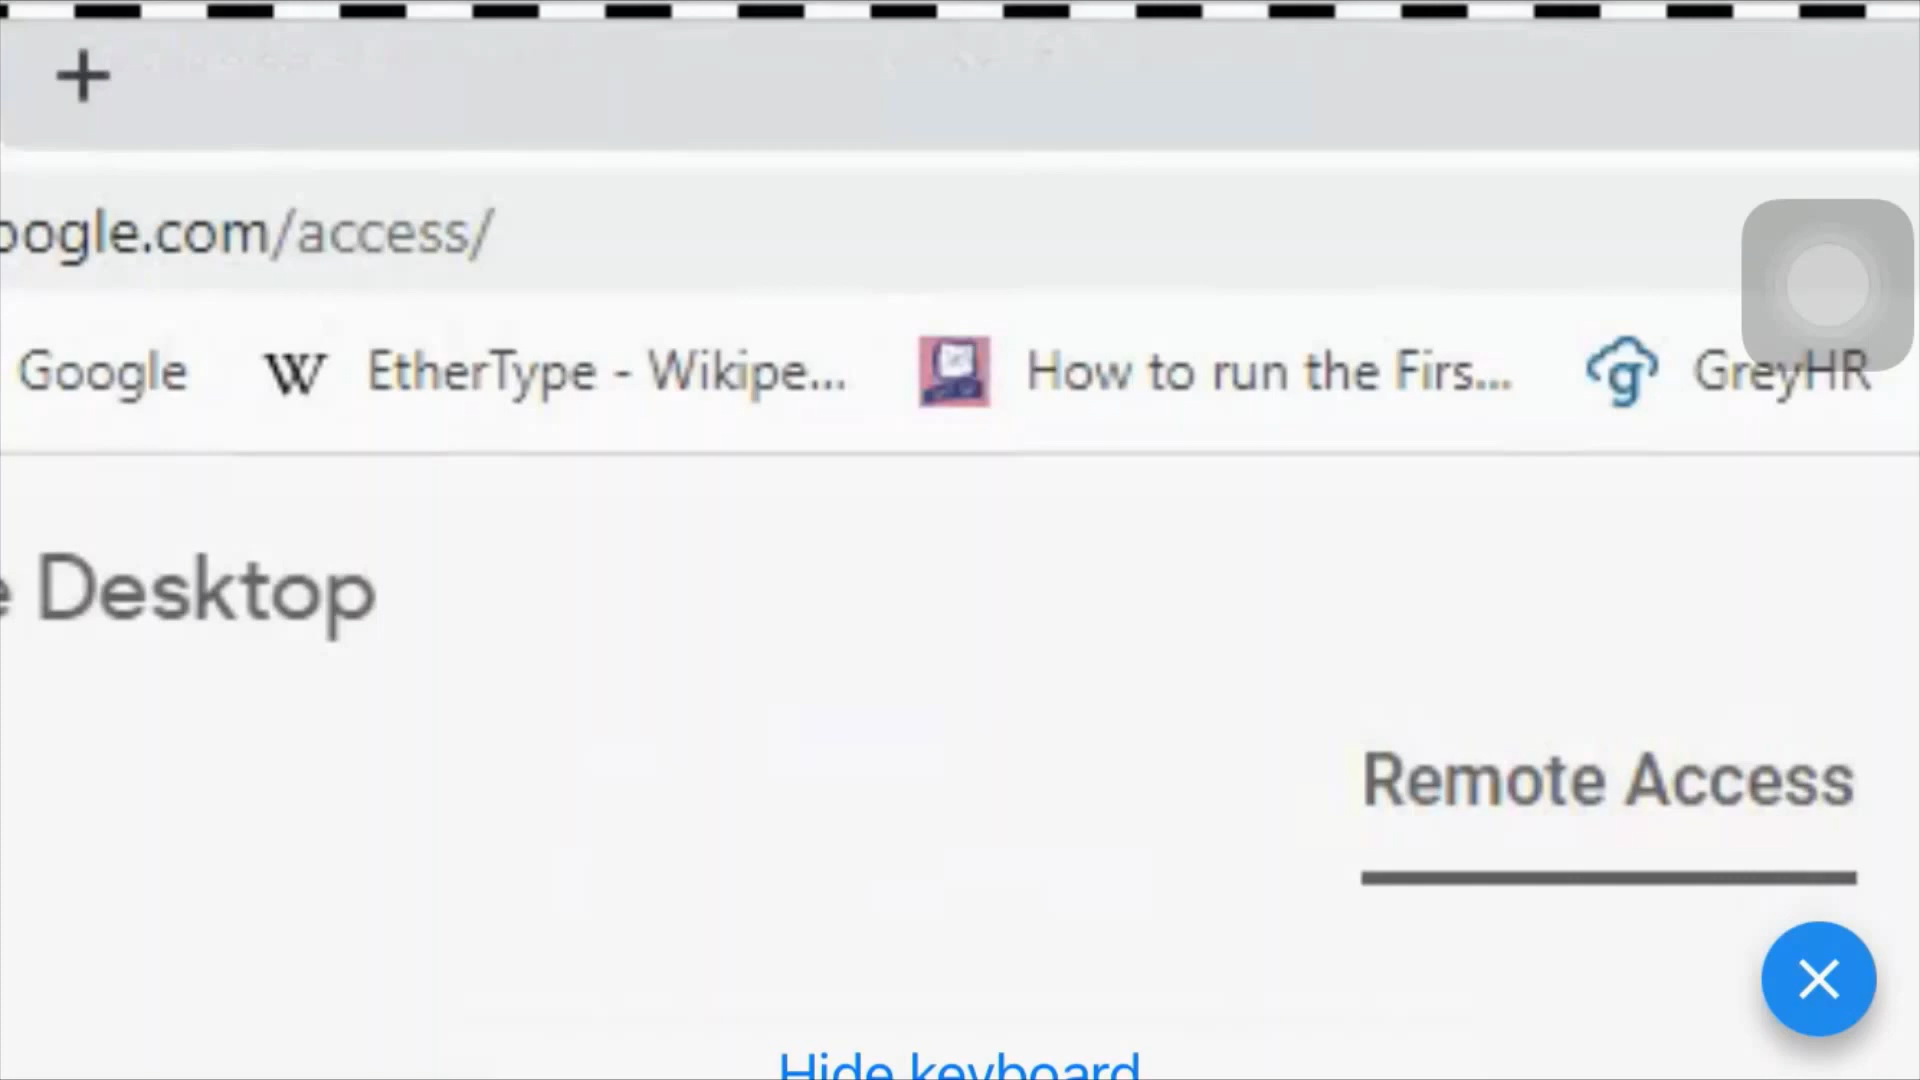 oogle.com/access/
Google W EtherType - Wikipe... How to run the Firs... g GreyHR
e Desktop
Remote Access
Hide keyboard